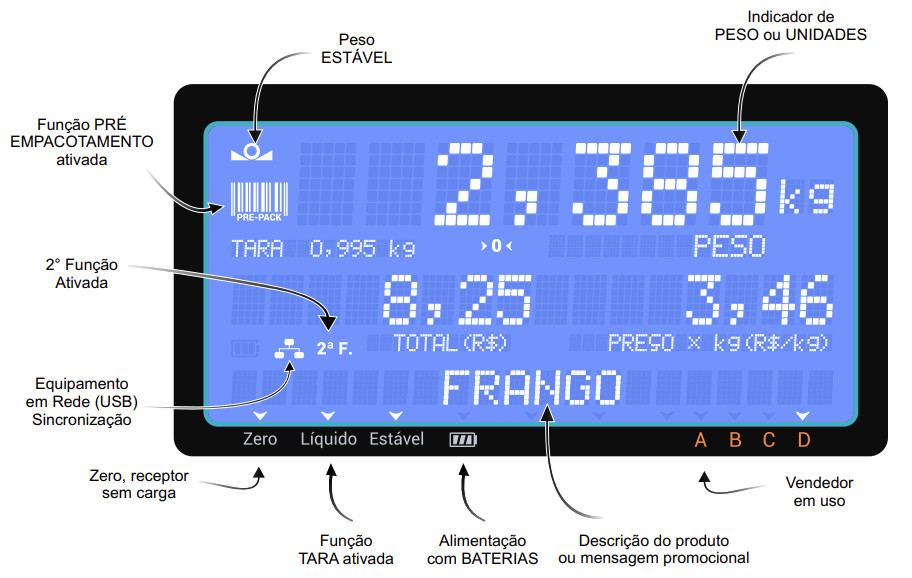 Peso
ESTÁVEL
Indicador de
PESO ou UNIDADES
Função PRÉ
EMPACOTAMENTO
ativada
2,385 kg
PRE-PACK
TARA 0,995 kg
>0<
PESO
2° Função
Ativada
8,25
3,46
2ª F.
TOTAL(R$)
PREÇO x kg(R$/kg)
Equipamento
em Rede (USB)
Sincronização
FRANGO
Zero Líquido Estável
A B C D
Zero, receptor
sem carga
Vendedor
em uso
Função
TARA ativada
Alimentação
com BATERIAS
Descrição do produto
ou mensagem promocional